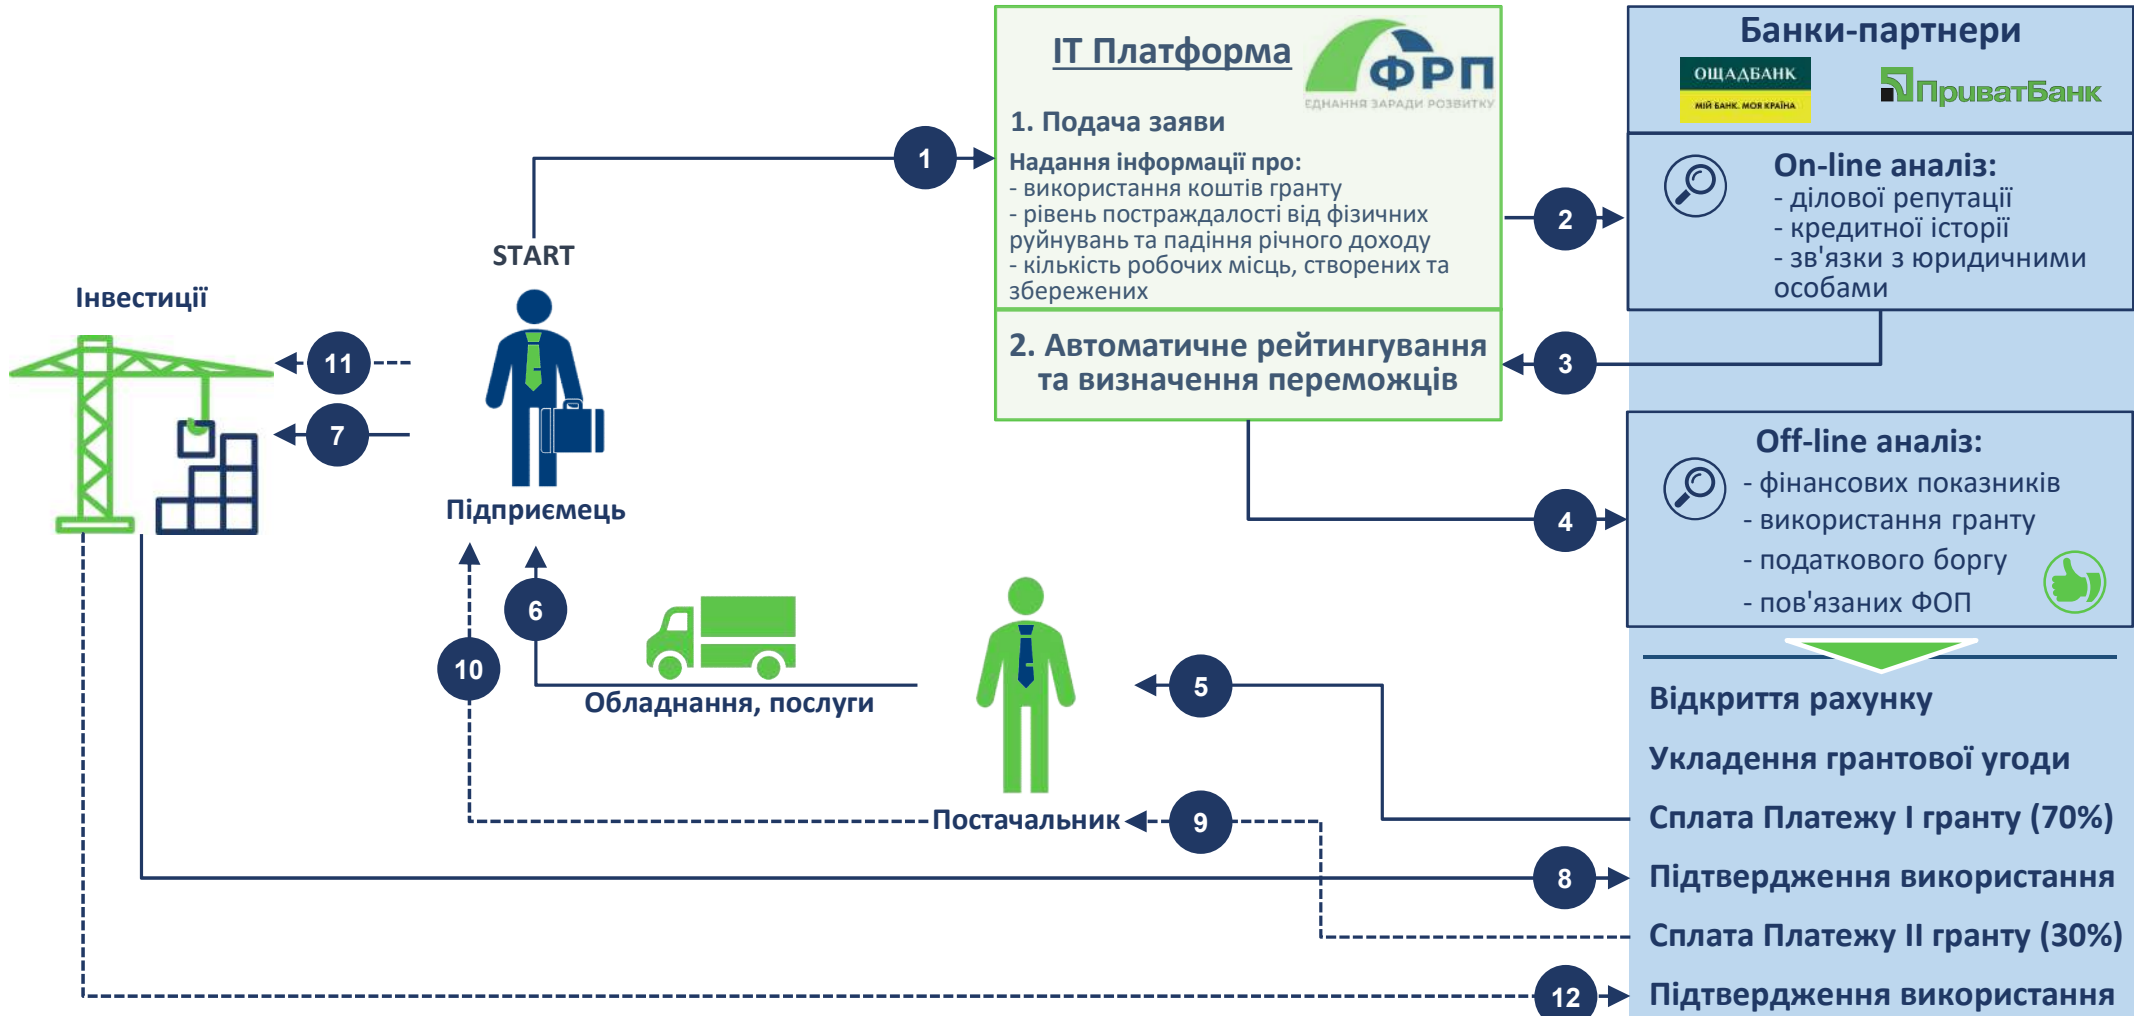 ІТ Платформа
ФРП
ЄДНАННЯ ЗАРАДИ РОЗВИТКУ
1. Подача заяви
Надання інформації про:
- використання коштів гранту
- рівень постраждалості від фізичних
руйнувань та падіння річного доходу
- кількість робочих місць, створених та
збережених
2. Автоматичне рейтингування
та визначення переможців
Банки-партнери
ОЩАДБАНК
МІЙ БАНК. МОЯ КРАЇНА
ПриватБанк
On-line аналіз:
- ділової репутації
- кредитної історії
- зв'язки з юридичними
особами
Off-line аналіз:
- фінансових показників
- використання гранту
- податкового боргу
- пов'язаних ФОП
Відкриття рахунку
Укладення грантової угоди
Сплата Платежу І гранту (70%)
Підтвердження використання
Сплата Платежу ІІ гранту (30%)
Підтвердження використання
START
Підприємець
Інвестиції
Обладнання, послуги
Постачальник
1
2
3
4
5
6
7
8
9
10
11
12